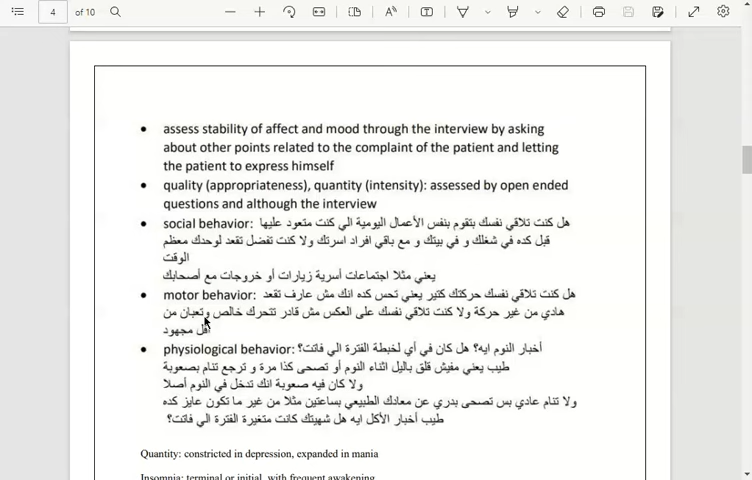 4 of 10
• assess stability of affect and mood through the interview by asking
about other points related to the complaint of the patient and letting
the patient to express himself
• quality (appropriateness), quantity (intensity): assessed by open ended
questions and although the interview
• social behavior: هل كنت تلاقي نفسك بتقوم بنفس الأعمال اليومية الي كنت متعود عليها
قبل كده في شغلك و في بيتك و مع باقي افراد اسرتك ولا كنت تفضل تقعد لوحدك معظم
الوقت
يعني مثلا اجتماعات أسرية زيارات أو خروجات مع أصحابك
• motor behavior: هل كنت تلاقي نفسك حركتك كتير يعني تحس كده انك مش عارف تقعد
هادي من غير حركة ولا كنت تلاقي نفسك على العكس مش قادر تتحرك خالص وتعبان من
أقل مجهود
• physiological behavior: أخبار النوم ايه؟ هل كان في أي لخبطة الفترة الي فاتت؟
طيب يعني مفيش قلق باليل اثناء النوم أو تصحى كذا مرة و ترجع تنام بصعوبة
ولا كان فيه صعوبة انك تدخل في النوم أصلا
ولا تنام عادي بس تصحى بدري عن معادك الطبيعي بساعتين مثلا من غير ما تكون عايز كده
طيب أخبار الأكل ايه هل شهيتك كانت متغيرة الفترة الي فاتت؟
Quantity: constricted in depression, expanded in mania
Insomnia: terminal or initial, with frequent awakening